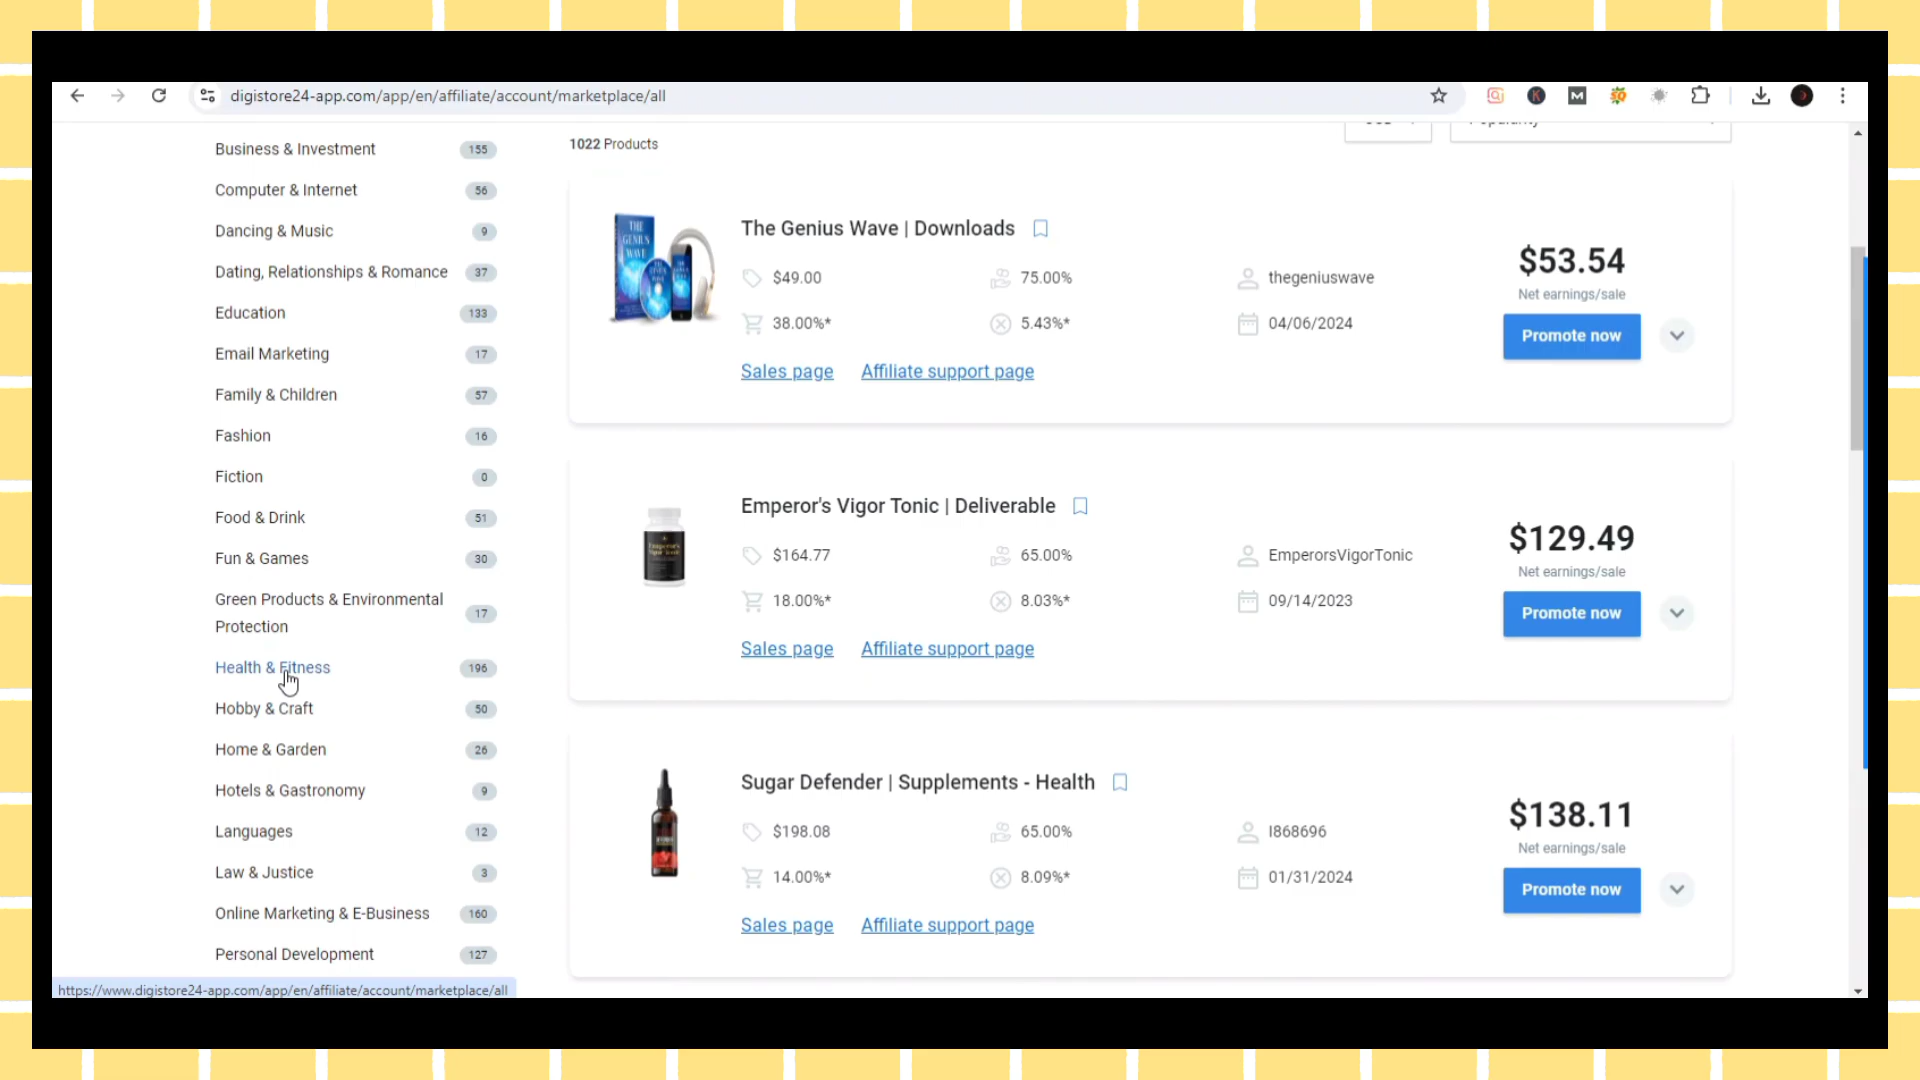 digistore24-app.com/app/en/affiliate/account/marketplace/all
Business & Investment 155
Computer & Internet 56
Dancing & Music 9
Dating, Relationships & Romance 37
Education 133
Email Marketing 17
Family & Children 57
Fashion 16
Fiction 0
Food & Drink 51
Fun & Games 30
Green Products & Environmental
Protection 17
Health & Fitness 196
Hobby & Craft 50
Home & Garden 26
Hotels & Gastronomy 9
Languages 12
Law & Justice 3
Online Marketing & E-Business 160
Personal Development 127
1022 Products
THE
GENIUS
WAVE
The Genius Wave | Downloads
$49.00 75.00% thegeniuswave
38.00%* 5.43%* 04/06/2024
Sales page Affiliate support page
$53.54
Net earnings/sale
Promote now
Emperor's Vigor Tonic | Deliverable
$164.77 65.00% EmperorsVigorTonic
18.00%* 8.03%* 09/14/2023
Sales page Affiliate support page
$129.49
Net earnings/sale
Promote now
Sugar Defender | Supplements - Health
$198.08 65.00% I868696
14.00%* 8.09%* 01/31/2024
Sales page Affiliate support page
$138.11
Net earnings/sale
Promote now
https://www.digistore24-app.com/app/en/affiliate/account/marketplace/all